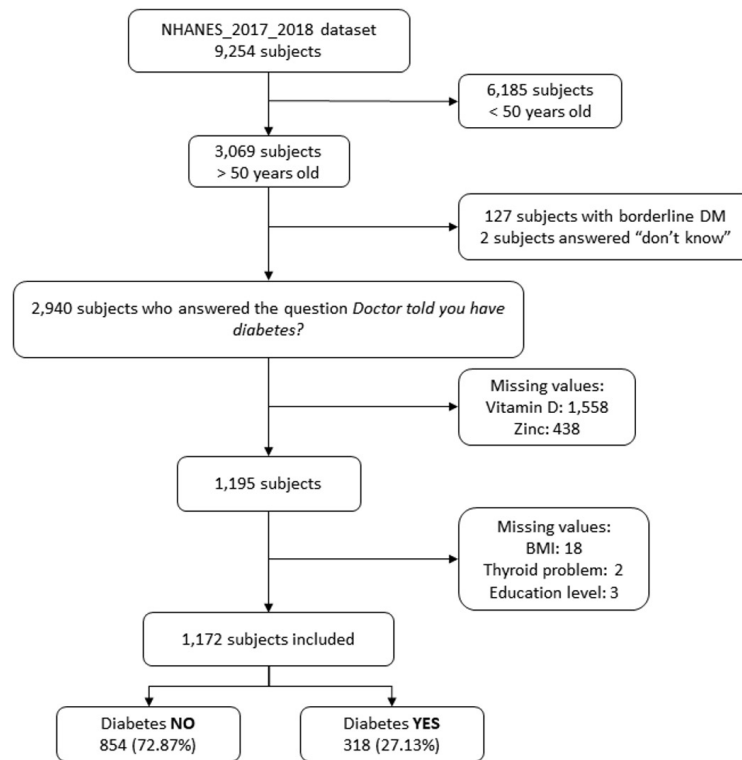 NHANES_2017_2018 dataset
9,254 subjects
6,185 subjects
< 50 years old
3,069 subjects
> 50 years old
127 subjects with borderline DM
2 subjects answered “don’t know”
2,940 subjects who answered the question Doctor told you have
diabetes?
Missing values:
Vitamin D: 1,558
Zinc: 438
1,195 subjects
Missing values:
BMI: 18
Thyroid problem: 2
Education level: 3
1,172 subjects included
Diabetes NO
854 (72.87%)
Diabetes YES
318 (27.13%)